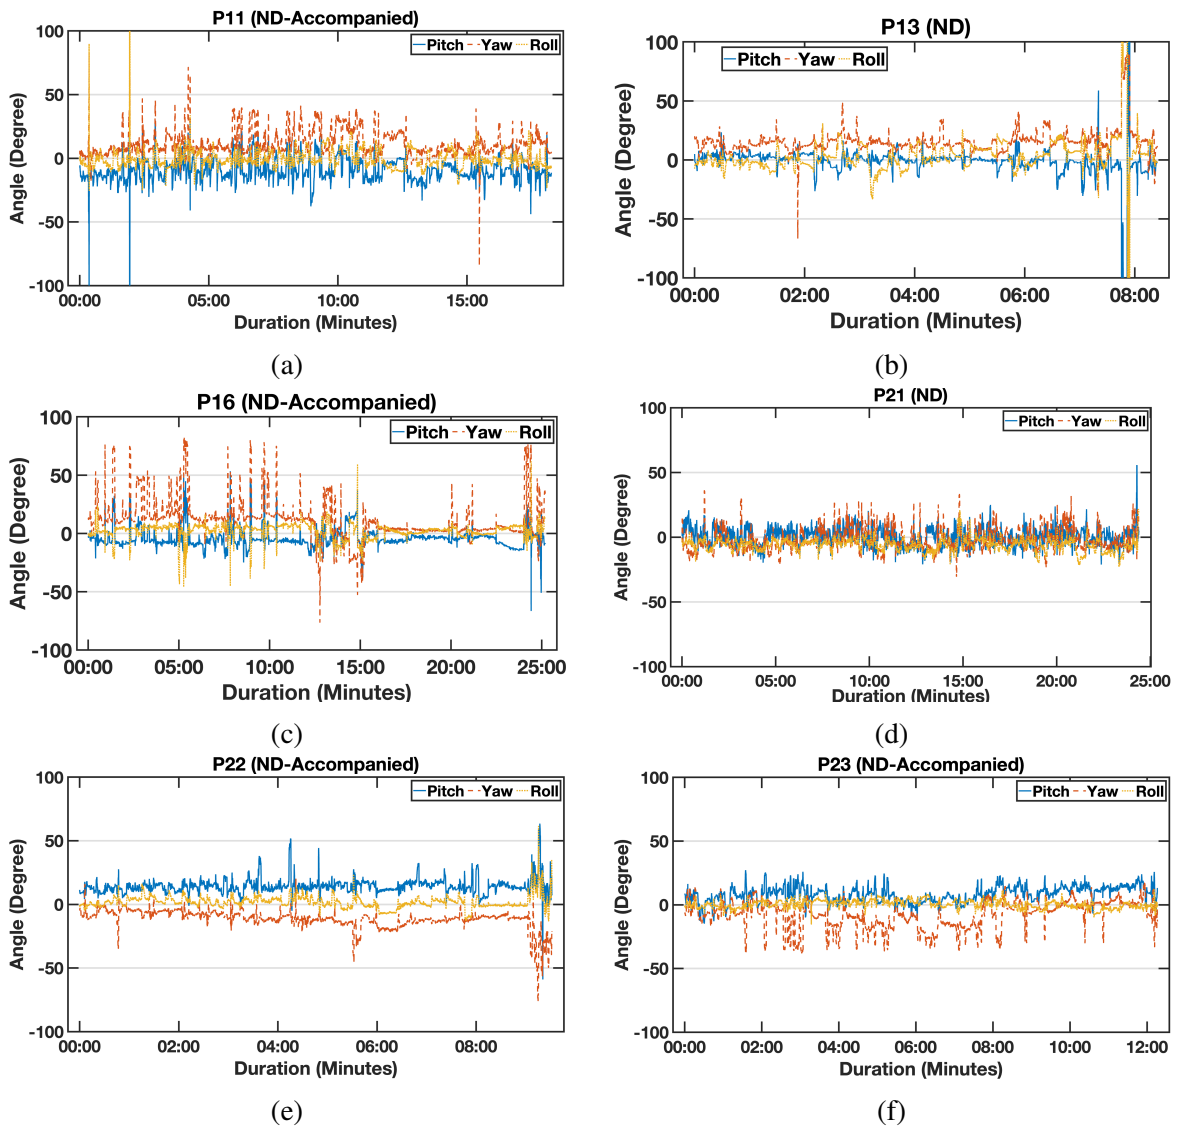 P11 (ND-Accompanied)
Pitch Yaw Roll
Angle (Degree)
100
50
0
-50
-100
00:00 05:00 10:00 15:00
Duration (Minutes)
(a)
P13 (ND)
Pitch Yaw Roll
Angle (Degree)
100
50
0
-50
-100
00:00 02:00 04:00 06:00 08:00
Duration (Minutes)
(b)
P16 (ND-Accompanied)
Pitch Yaw Roll
Angle (Degree)
100
50
0
-50
-100
00:00 05:00 10:00 15:00 20:00 25:00
Duration (Minutes)
(c)
P21 (ND)
Pitch Yaw Roll
Angle (Degree)
100
50
0
-50
-100
00:00 05:00 10:00 15:00 20:00 25:00
Duration (Minutes)
(d)
P22 (ND-Accompanied)
Pitch Yaw Roll
Angle (Degree)
100
50
0
-50
-100
00:00 02:00 04:00 06:00 08:00
Duration (Minutes)
(e)
P23 (ND-Accompanied)
Pitch Yaw Roll
Angle (Degree)
100
50
0
-50
-100
00:00 02:00 04:00 06:00 08:00 10:00 12:00
Duration (Minutes)
(f)